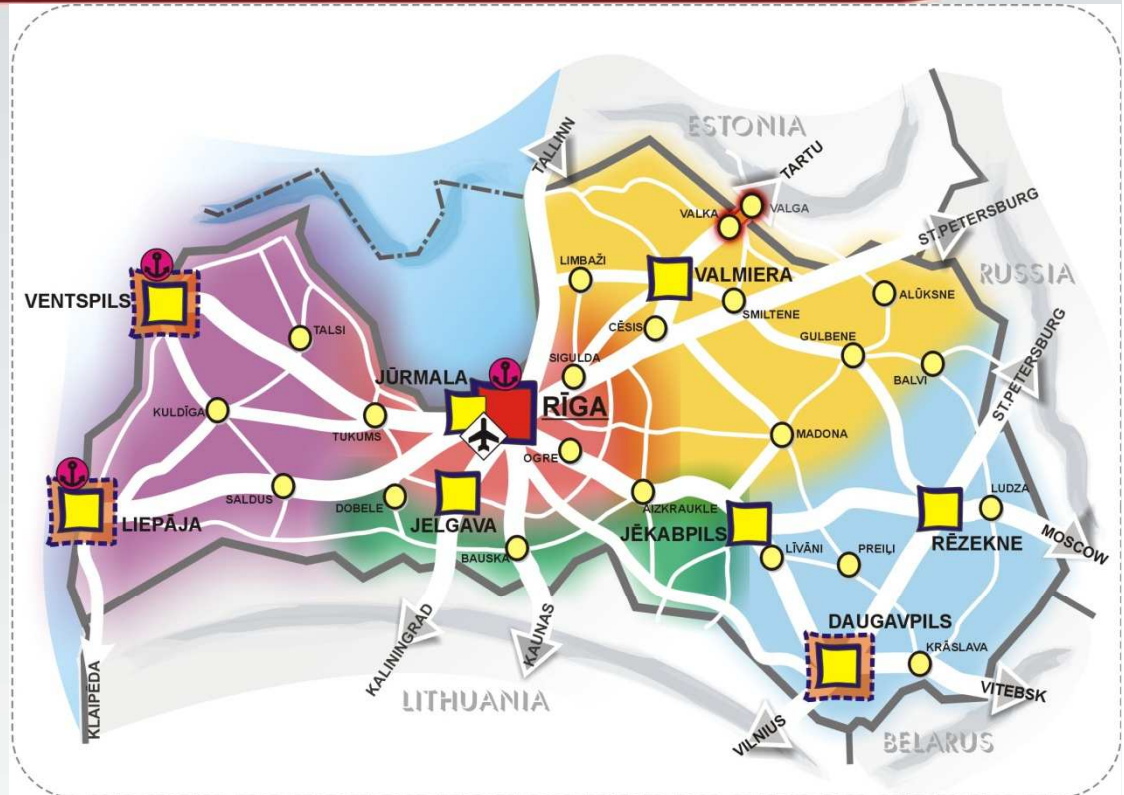 ESTONIA
TALLINN
TARTU
VALKA
VALGA
ST.PETERSBURG
RUSSIA
LIMBAŽI
VALMIERA
VENTSPILS
ALŪKSNE
SMILTENE
TALSI
CĒSIS
GULBENE
ST.PETERSBURG
SIGULDA
BALVI
JŪRMALA
RĪGA
KULDĪGA
TUKUMS
MADONA
OGRE
SALDUS
DOBELE
AIZKRAUKLE
LUDZA
LIEPĀJA
JELGAVA
JĒKABPILS
RĒZEKNE
MOSCOW
BAUSKA
LĪVĀNI
PREIĻI
DAUGAVPILS
KRĀSLAVA
KLAIPEDA
KALININGRAD
KAUNAS
LITHUANIA
VILNIUS
VITEBSK
BELARUS